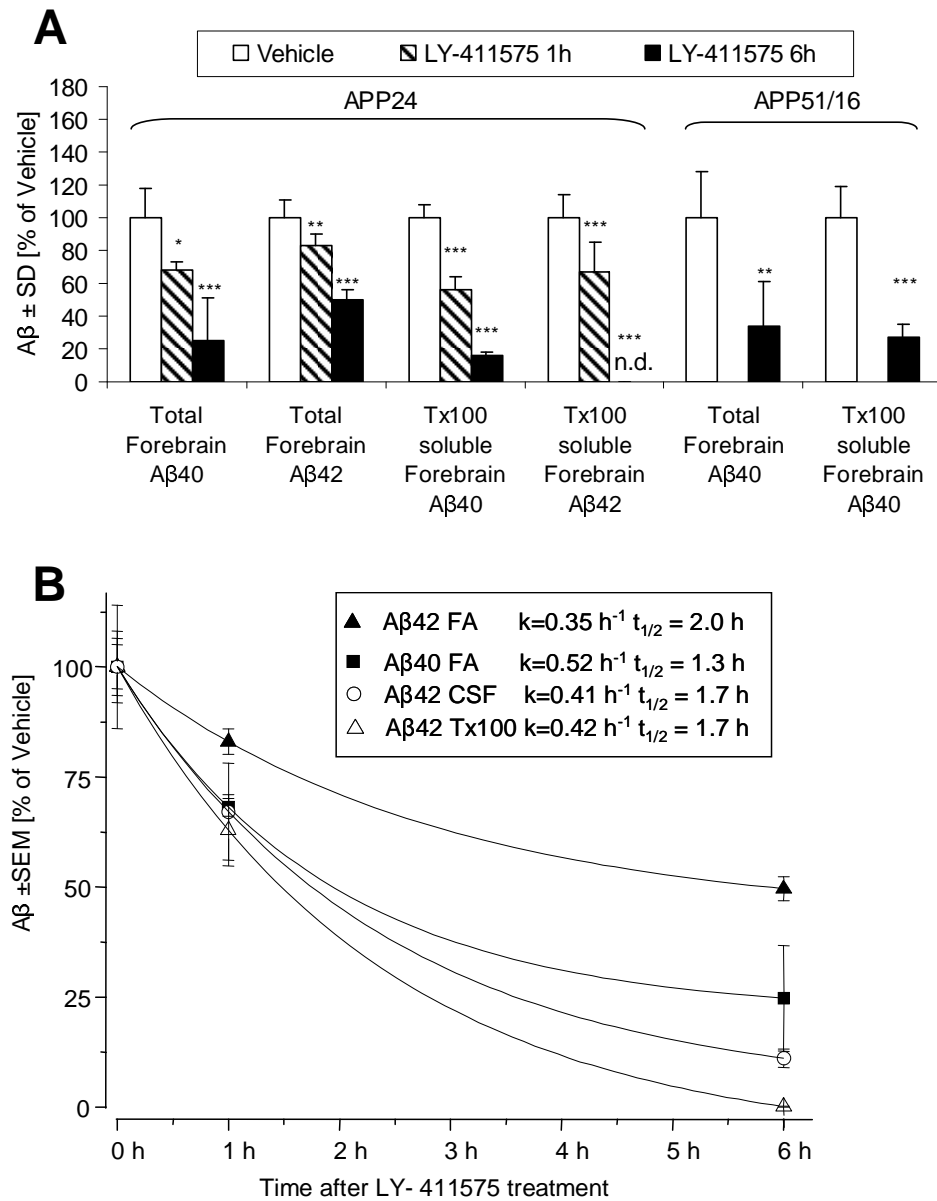 A
Vehicle LY-411575 1h LY-411575 6h
APP24 APP51/16
Aβ ± SD [% of Vehicle]
180
160
140
120
100
80
60
40
20
0
* *** ** *** *** *** *** *** n.d. ** ***
Total Forebrain Aβ40
Total Forebrain Aβ42
Tx100 soluble Forebrain Aβ40
Tx100 soluble Forebrain Aβ42
Total Forebrain Aβ40
Tx100 soluble Forebrain Aβ40
B
Aβ42 FA k=0.35 h⁻¹ t1/2 = 2.0 h
Aβ40 FA k=0.52 h⁻¹ t1/2 = 1.3 h
Aβ42 CSF k=0.41 h⁻¹ t1/2 = 1.7 h
Aβ42 Tx100 k=0.42 h⁻¹ t1/2 = 1.7 h
Aβ ±SEM [% of Vehicle]
100
75
50
25
0
0 h 1 h 2 h 3 h 4 h 5 h 6 h
Time after LY- 411575 treatment